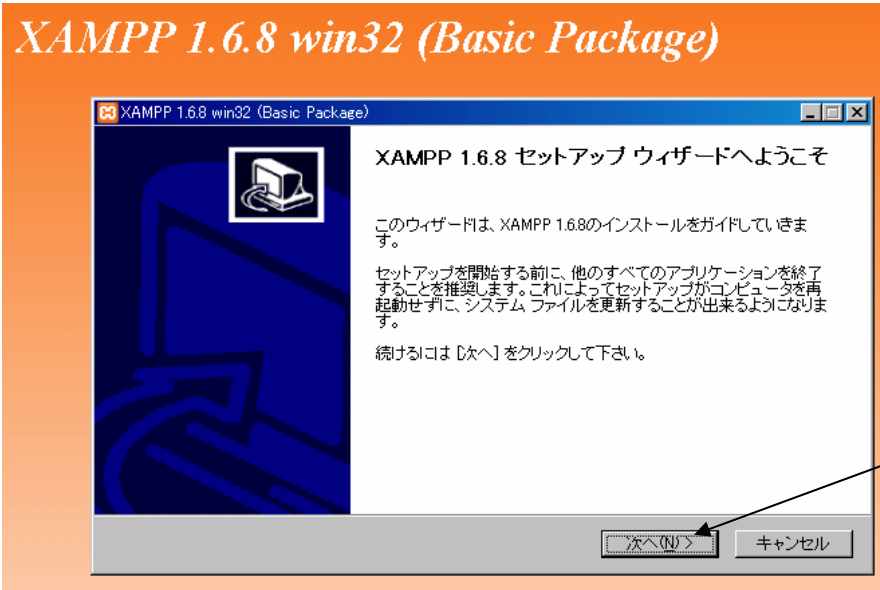 XAMPP 1.6.8 win32 (Basic Package)
XAMPP 1.6.8 win32 (Basic Package)
XAMPP 1.6.8 セットアップ ウィザードへようこそ
このウィザードは、XAMPP 1.6.8のインストールをガイドしていきま
す。
セットアップを開始する前に、他のすべてのアプリケーションを終了
することを推奨します。これによってセットアップがコンピュータを再
起動せずに、システム ファイルを更新することが出来るようになりま
す。
続けるには [次へ] をクリックして下さい。
次へ(N) >
キャンセル